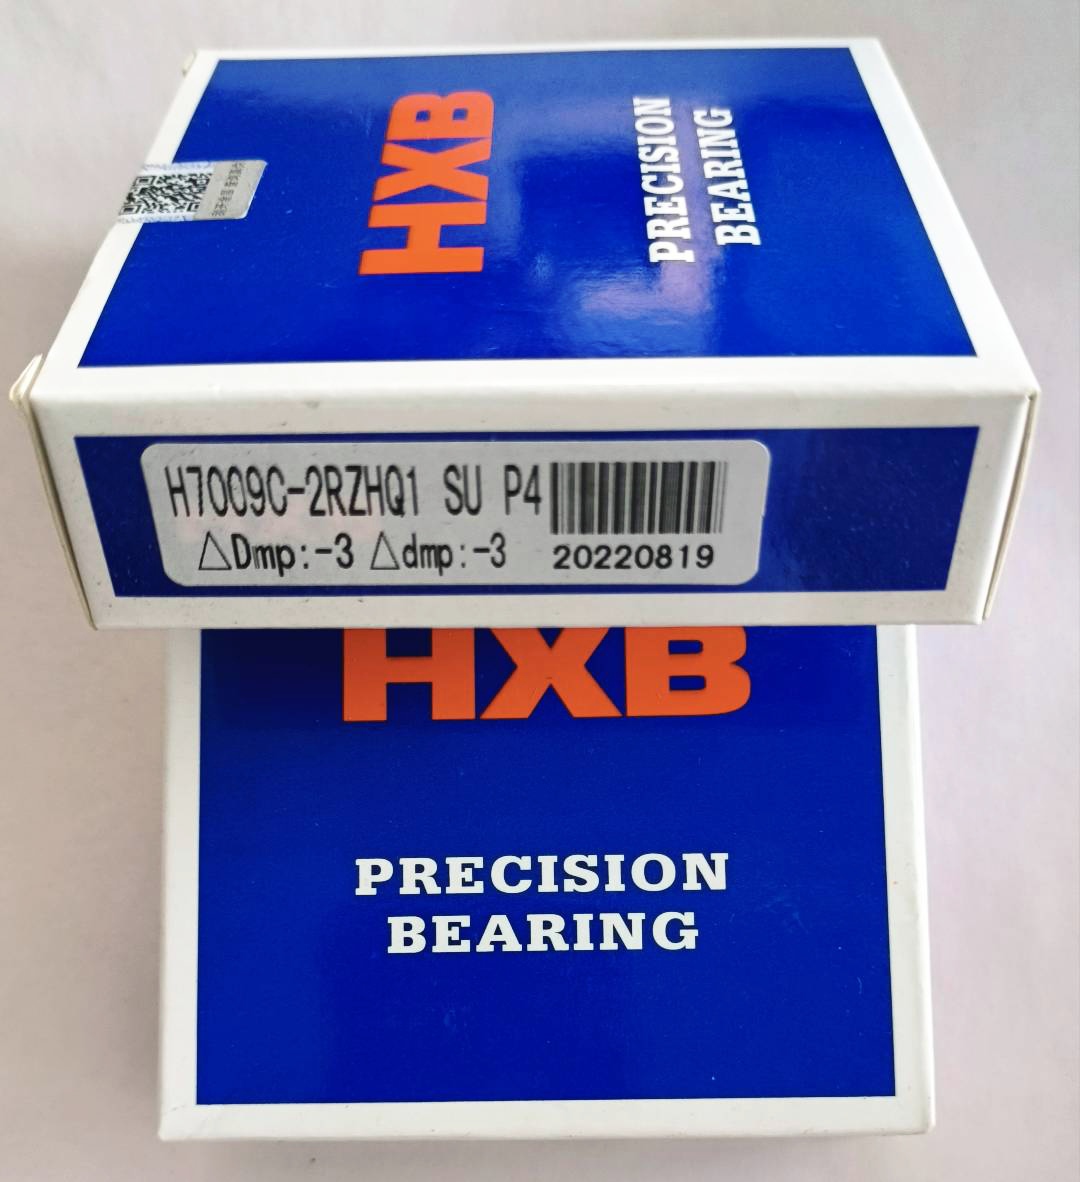 HXB
PRECISION
BEARING
H7009C-2RZHQ1 SU P4
△Dmp:-3 △dmp:-3
20220819
HXB
PRECISION
BEARING